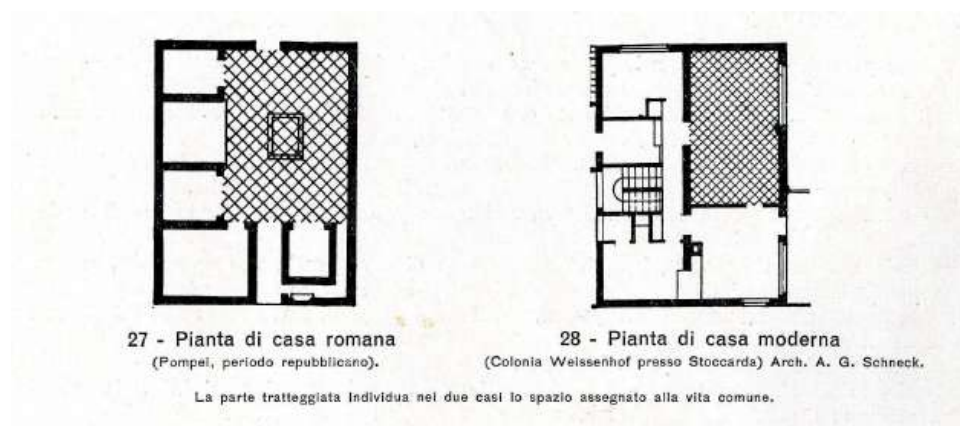 27 - Pianta di casa romana
(Pompei, periodo repubblicano).
28 - Pianta di casa moderna
(Colonia Weissenhof presso Stoccarda) Arch. A. G. Schneck.
La parte tratteggiata individua nei due casi lo spazio assegnato alla vita comune.